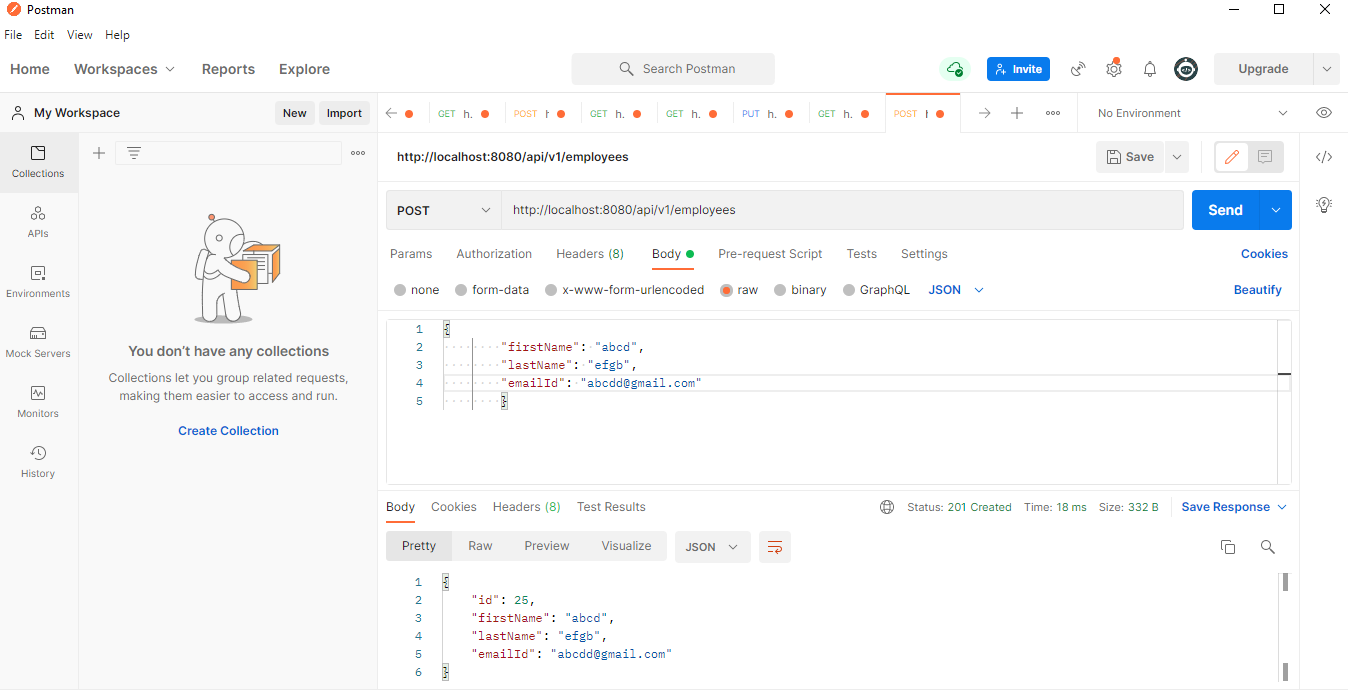 Postman
File Edit View Help
Home Workspaces Reports Explore Search Postman Invite Upgrade
My Workspace New Import GET h. POST h GET h. GET h. PUT h. GET h. POST h No Environment
Collections
APIs
Environments
Mock Servers
Monitors
History
You don't have any collections
Collections let you group related requests,
making them easier to access and run.
Create Collection
http://localhost:8080/api/v1/employees Save
POST http://localhost:8080/api/v1/employees Send
Params Authorization Headers (8) Body Pre-request Script Tests Settings Cookies
none form-data x-www-form-urlencoded raw binary GraphQL JSON Beautify
1 {
2 "firstName": "abcd",
3 "lastName": "efgb",
4 "emailId": "abcdd@gmail.com"
5 }
Body Cookies Headers (8) Test Results Status: 201 Created Time: 18 ms Size: 332 B Save Response
Pretty Raw Preview Visualize JSON
1 {
2 "id": 25,
3 "firstName": "abcd",
4 "lastName": "efgb",
5 "emailId": "abcdd@gmail.com"
6 }